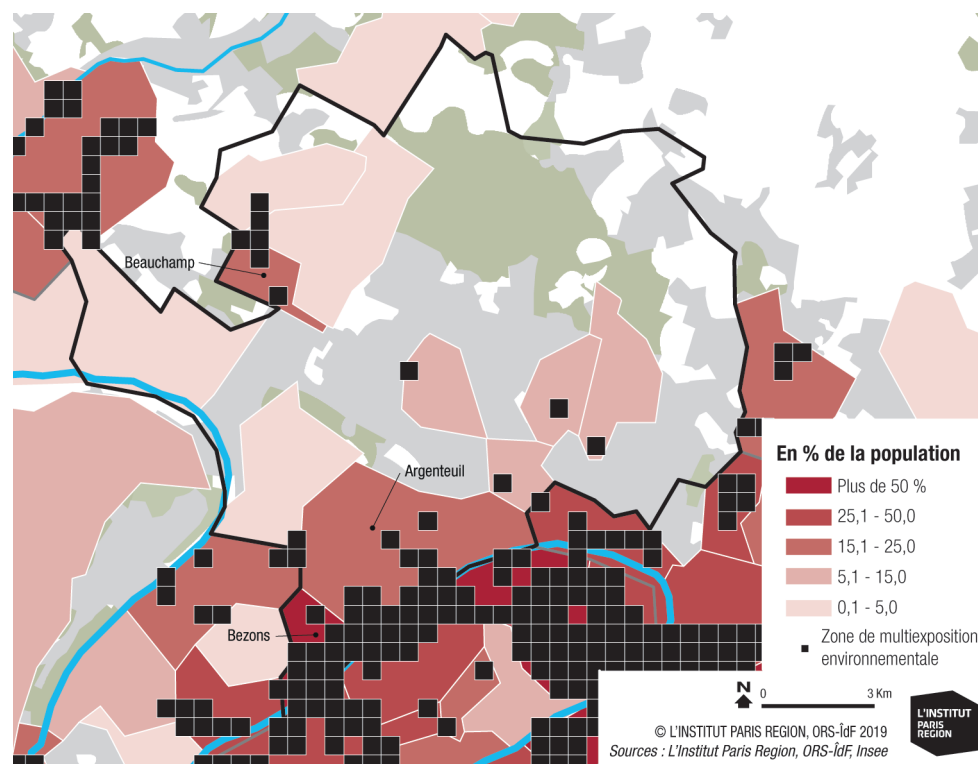 Beauchamp
Argenteuil
Bezons
En % de la population
Plus de 50 %
25,1 - 50,0
15,1 - 25,0
5,1 - 15,0
0,1 - 5,0
Zone de multiexposition
environnementale
N
0 3 Km
© L'INSTITUT PARIS REGION, ORS-ÎdF 2019
Sources : L'Institut Paris Region, ORS-ÎdF, Insee
L'INSTITUT
PARIS
REGION